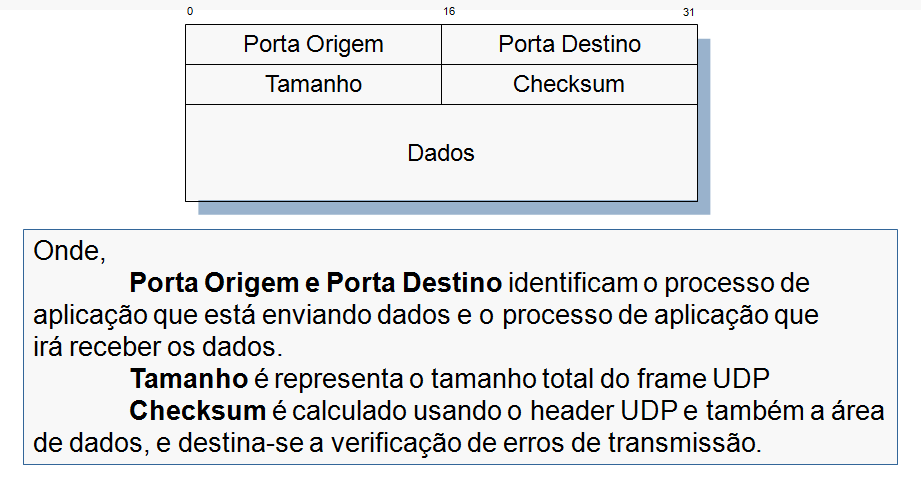 0 16 31
Porta Origem Porta Destino
Tamanho Checksum
Dados
Onde,
Porta Origem e Porta Destino identificam o processo de
aplicação que está enviando dados e o processo de aplicação que
irá receber os dados.
Tamanho é representa o tamanho total do frame UDP
Checksum é calculado usando o header UDP e também a área
de dados, e destina-se a verificação de erros de transmissão.